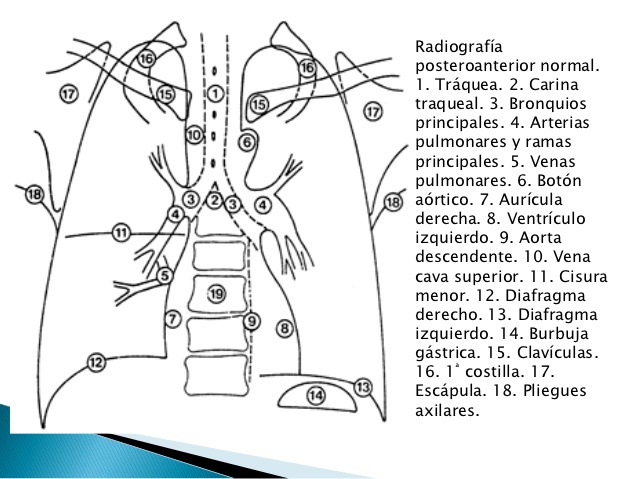 Radiografía
posteroanterior normal.
1. Tráquea. 2. Carina
traqueal. 3. Bronquios
principales. 4. Arterias
pulmonares y ramas
principales. 5. Venas
pulmonares. 6. Botón
aórtico. 7. Aurícula
derecha. 8. Ventrículo
izquierdo. 9. Aorta
descendente. 10. Vena
cava superior. 11. Cisura
menor. 12. Diafragma
derecho. 13. Diafragma
izquierdo. 14. Burbuja
gástrica. 15. Clavículas.
16. 1ª costilla. 17.
Escápula. 18. Pliegues
axilares.
16
16
17
15
1
15
17
10
6
18
3
2
3
4
18
4
11
5
19
7
9
8
12
13
14